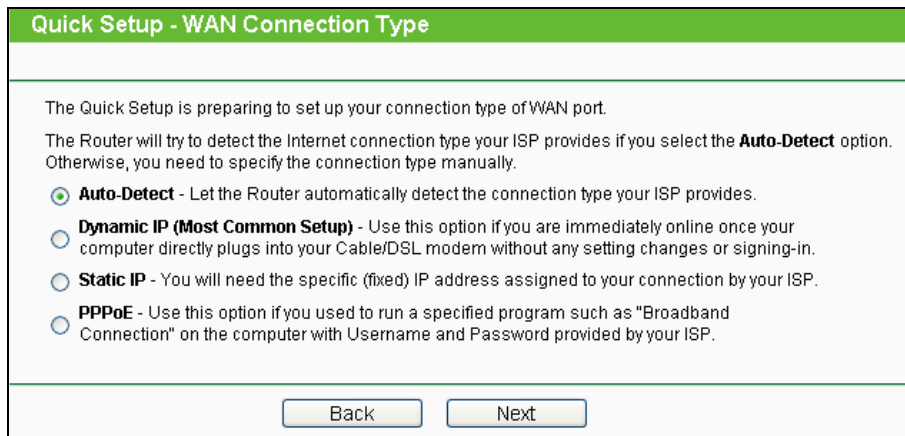 Quick Setup - WAN Connection Type
The Quick Setup is preparing to set up your connection type of WAN port.
The Router will try to detect the Internet connection type your ISP provides if you select the Auto-Detect option.
Otherwise, you need to specify the connection type manually.
Auto-Detect - Let the Router automatically detect the connection type your ISP provides.
Dynamic IP (Most Common Setup) - Use this option if you are immediately online once your
computer directly plugs into your Cable/DSL modem without any setting changes or signing-in.
Static IP - You will need the specific (fixed) IP address assigned to your connection by your ISP.
PPPoE - Use this option if you used to run a specified program such as "Broadband
Connection" on the computer with Username and Password provided by your ISP.
Back Next